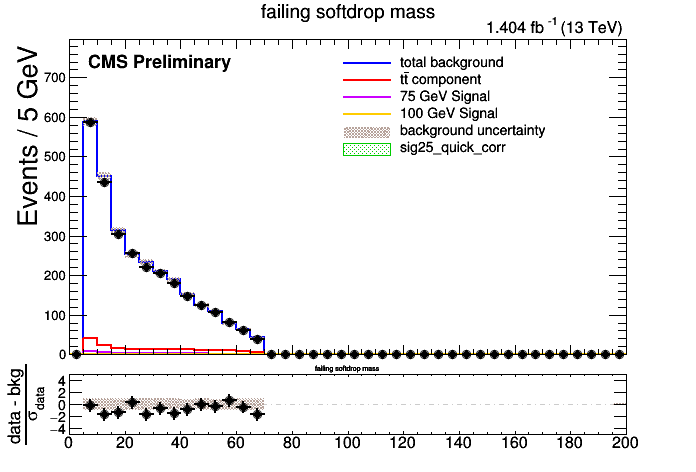 failing softdrop mass
1.404 fb⁻¹ (13 TeV)
CMS Preliminary
Events / 5 GeV
total background
tt̄ component
75 GeV Signal
100 GeV Signal
background uncertainty
sig25_quick_corr
700
600
500
400
300
200
100
0
failing softdrop mass
data - bkg
σ data
4
2
0
−2
−4
0 20 40 60 80 100 120 140 160 180 200